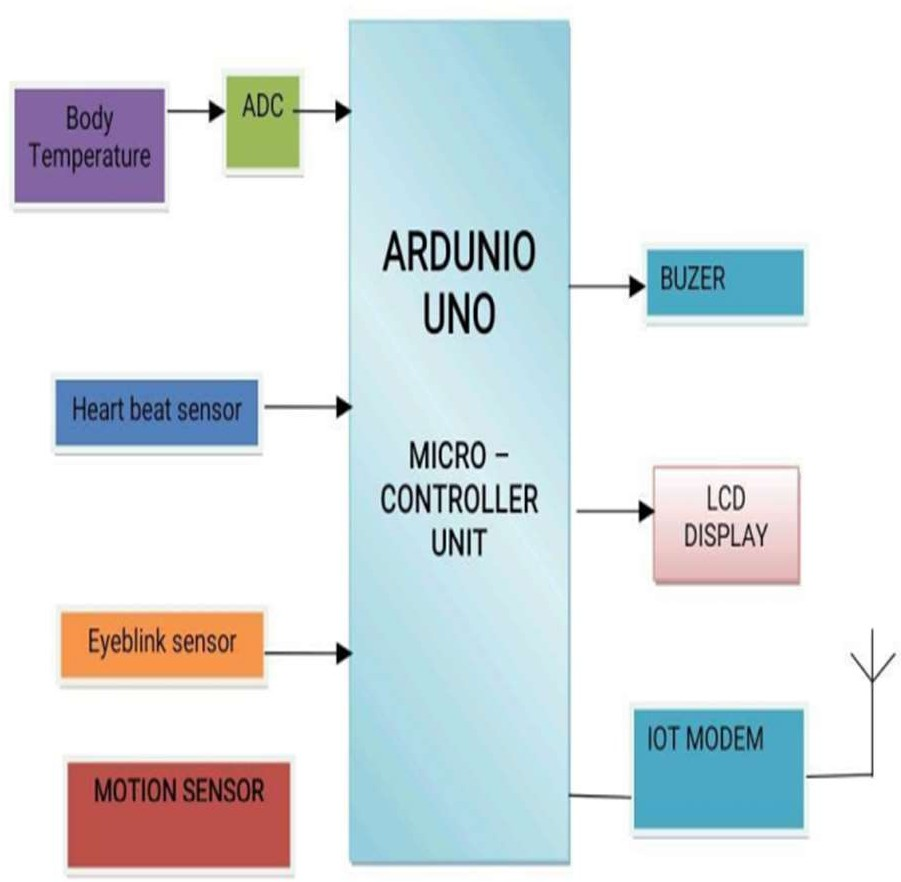 Body
Temperature
ADC
ARDUNIO
UNO
MICRO –
CONTROLLER
UNIT
Heart beat sensor
Eyeblink sensor
MOTION SENSOR
BUZER
LCD
DISPLAY
IOT MODEM